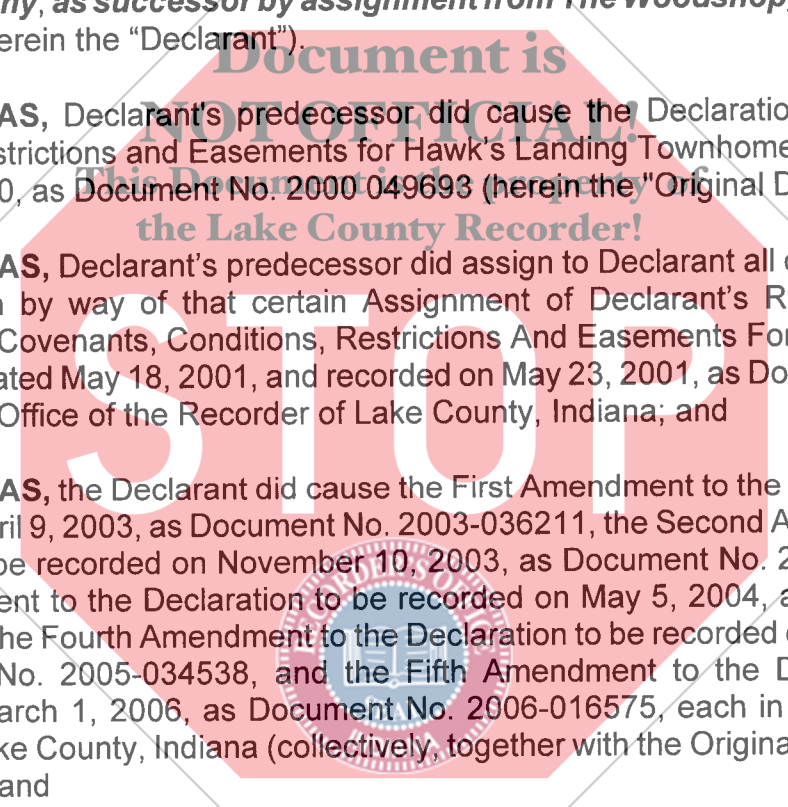 ny, as successor by assignment from The Woodshop,
erein the “Declarant”).
Document is
NOT OFFICIAL!
This Document is the property of
the Lake County Recorder!
STOP
AS, Declarant's predecessor did cause the Declaratio
strictions and Easements for Hawk's Landing Townhome
0, as Document No. 2000 049693 (herein the "Original D
AS, Declarant’s predecessor did assign to Declarant all
by way of that certain Assignment of Declarant’s R
Covenants, Conditions, Restrictions And Easements For
ated May 18, 2001, and recorded on May 23, 2001, as Do
Office of the Recorder of Lake County, Indiana; and
AS, the Declarant did cause the First Amendment to the
ril 9, 2003, as Document No. 2003-036211, the Second A
be recorded on November 10, 2003, as Document No. 2
ent to the Declaration to be recorded on May 5, 2004, a
he Fourth Amendment to the Declaration to be recorded
No. 2005-034538, and the Fifth Amendment to the D
arch 1, 2006, as Document No. 2006-016575, each in
ke County, Indiana (collectively, together with the Origina
and